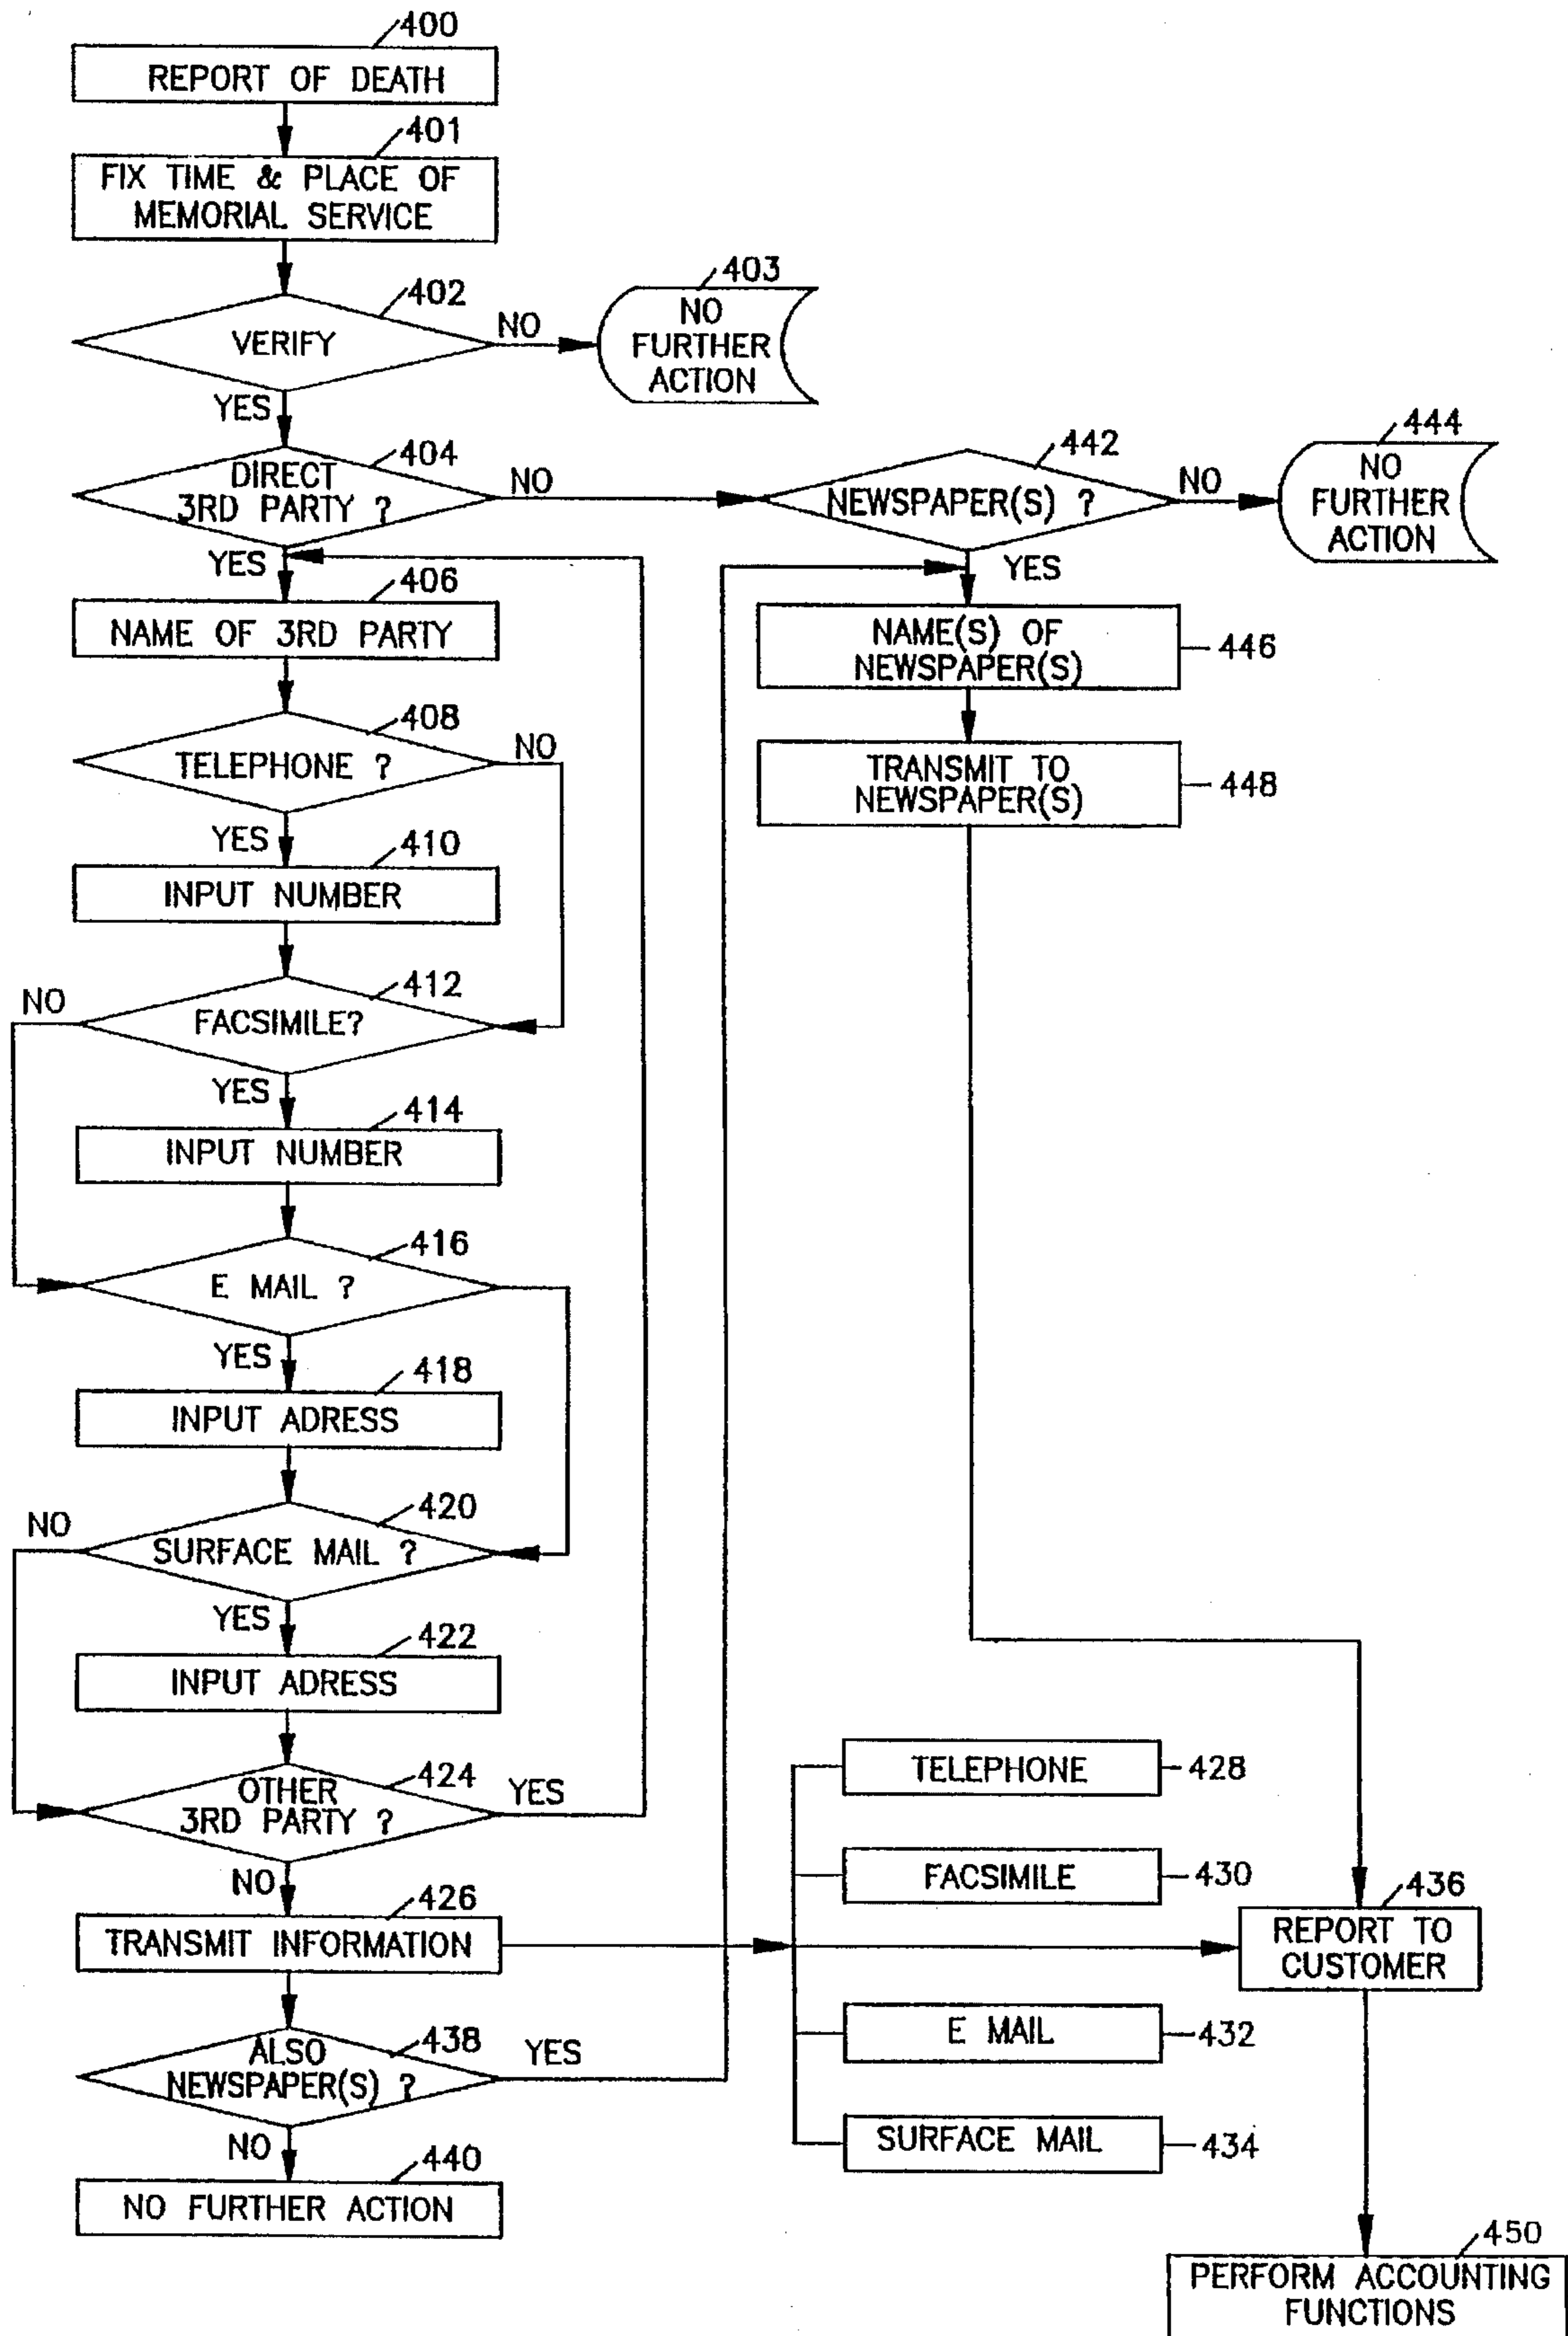 400
REPORT OF DEATH
401
FIX TIME & PLACE OF
MEMORIAL SERVICE
402
VERIFY
NO
403
NO
FURTHER
ACTION
YES
404
DIRECT
3RD PARTY ?
NO
442
NEWSPAPER(S) ?
NO
444
NO
FURTHER
ACTION
YES
406
NAME OF 3RD PARTY
YES
NAME(S) OF
NEWSPAPER(S)
446
408
TELEPHONE ?
NO
TRANSMIT TO
NEWSPAPER(S)
448
YES
410
INPUT NUMBER
412
FACSIMILE?
NO
YES
414
INPUT NUMBER
416
E MAIL ?
YES
418
INPUT ADRESS
420
SURFACE MAIL ?
NO
YES
422
INPUT ADRESS
424
OTHER
3RD PARTY ?
YES
NO
426
TRANSMIT INFORMATION
TELEPHONE
428
FACSIMILE
430
436
REPORT TO
CUSTOMER
E MAIL
432
SURFACE MAIL
434
438
ALSO
NEWSPAPER(S) ?
YES
NO
440
NO FURTHER ACTION
450
PERFORM ACCOUNTING
FUNCTIONS